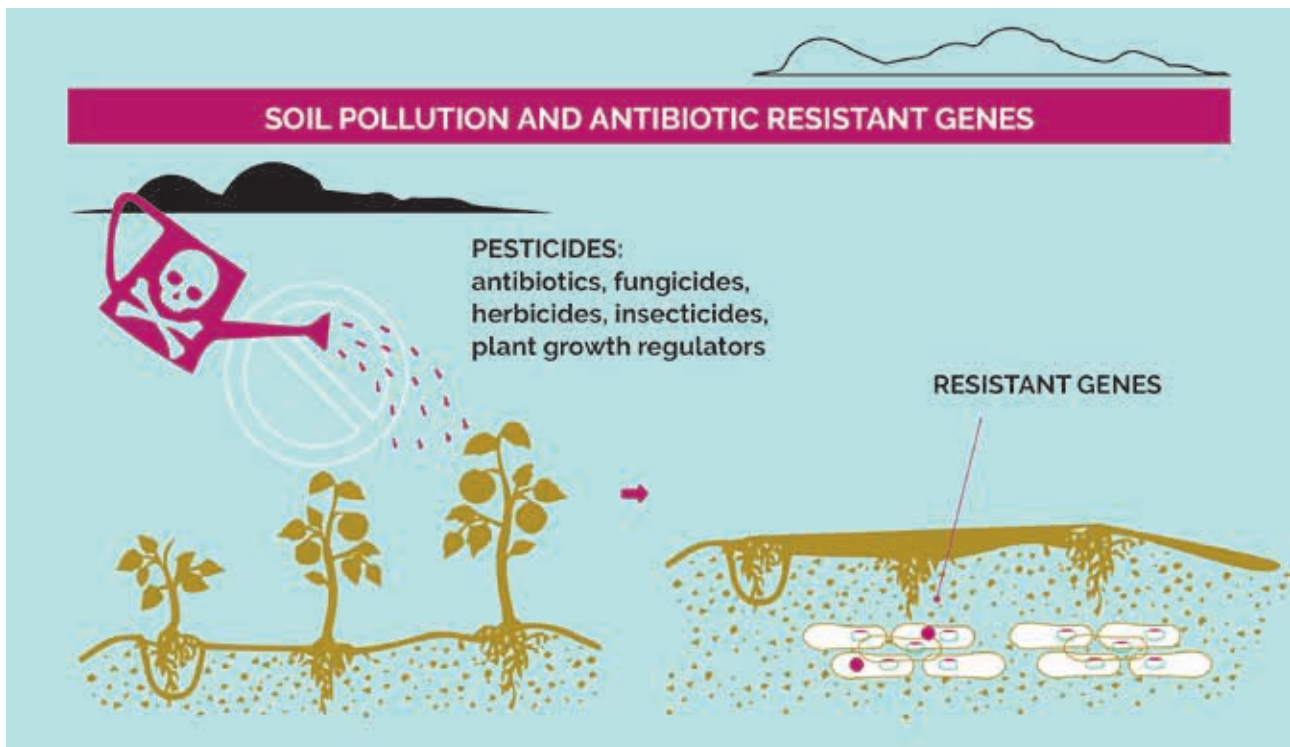 SOIL POLLUTION AND ANTIBIOTIC RESISTANT GENES
PESTICIDES:
antibiotics, fungicides,
herbicides, insecticides,
plant growth regulators
RESISTANT GENES